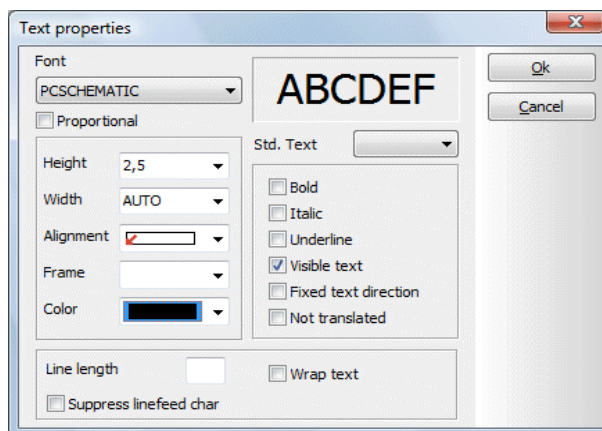 Text properties
Font
PCSCHEMATIC
Proportional
ABCDEF
Ok
Cancel
Std. Text
Height 2,5
Width AUTO
Alignment
Frame
Color
Bold
Italic
Underline
Visible text
Fixed text direction
Not translated
Line length
Wrap text
Suppress linefeed char